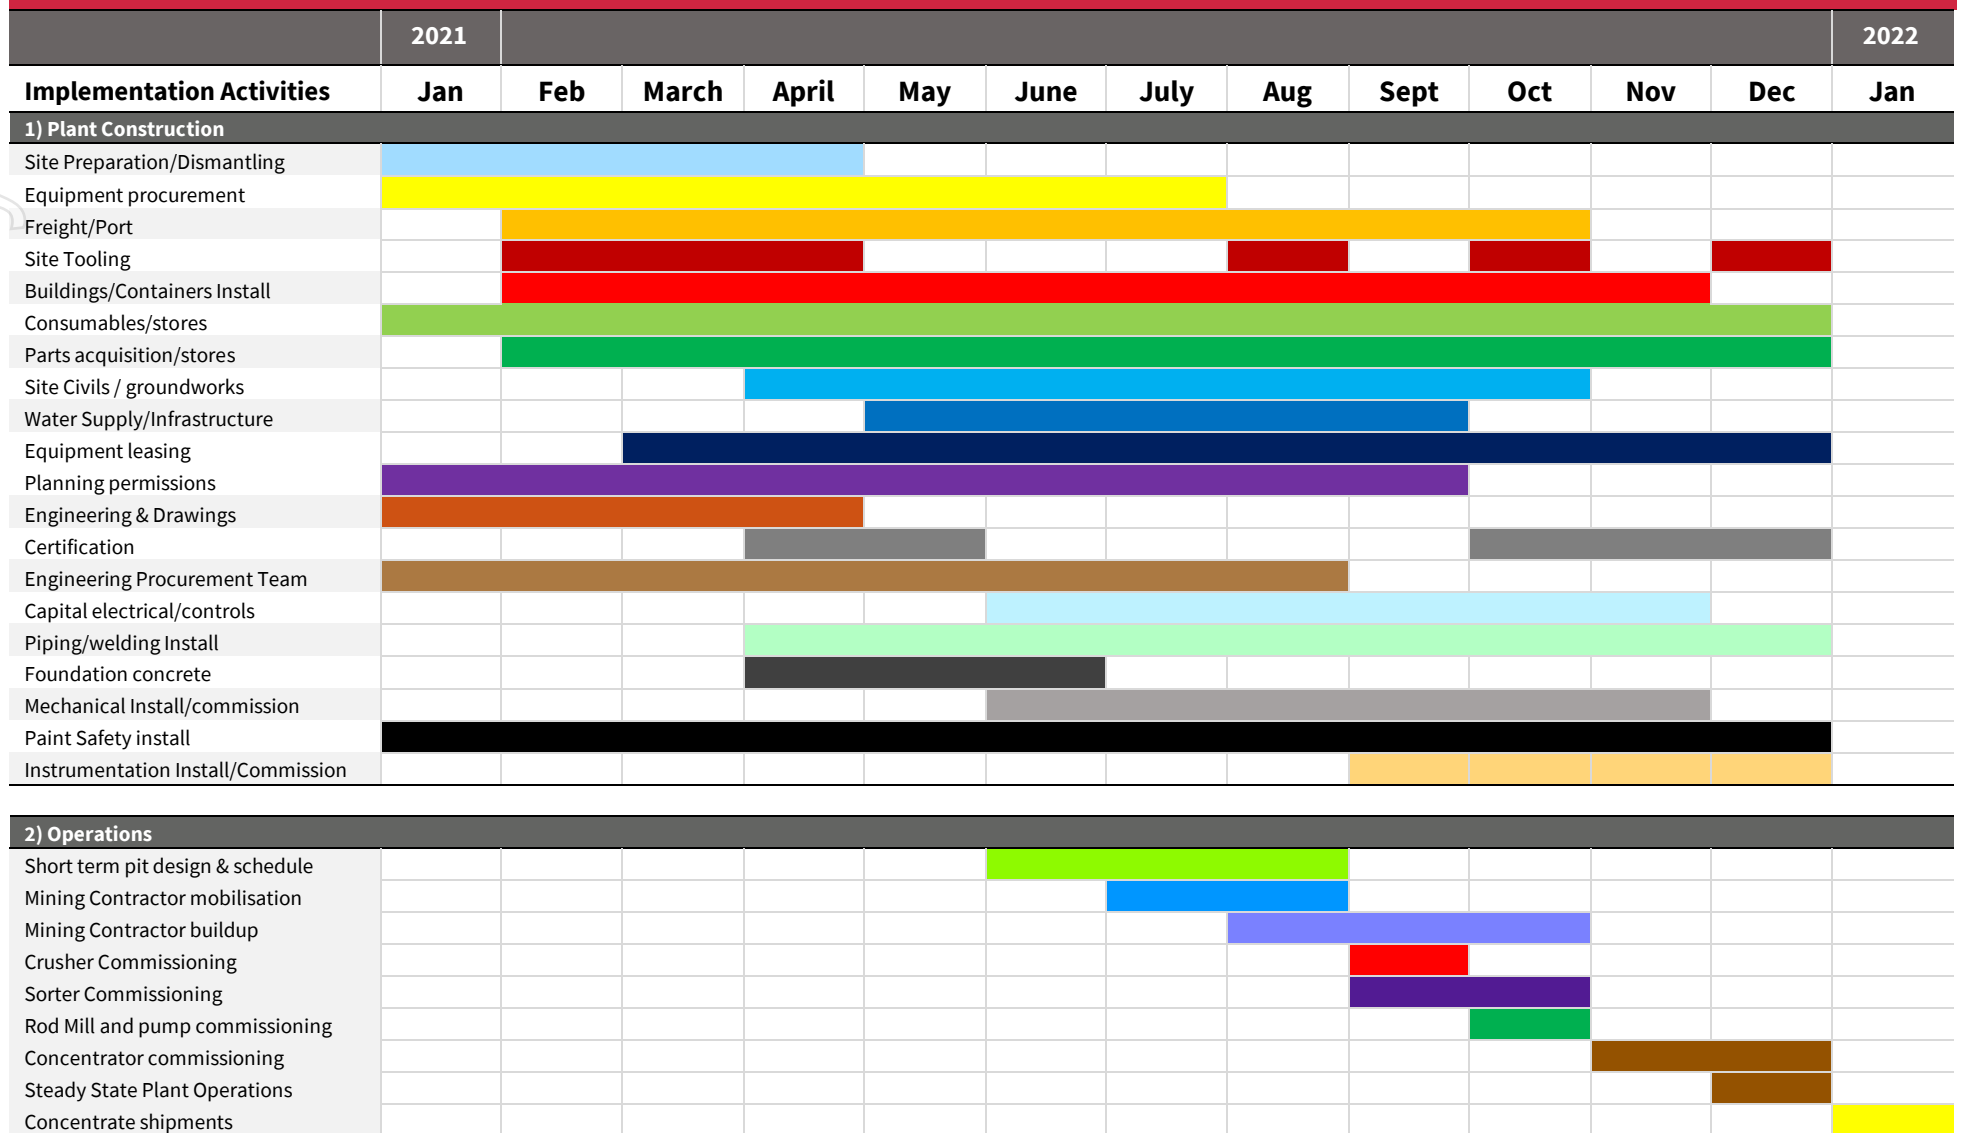 2021 2022
Implementation Activities Jan Feb March April May June July Aug Sept Oct Nov Dec Jan
1) Plant Construction
Site Preparation/Dismantling
Equipment procurement
Freight/Port
Site Tooling
Buildings/Containers Install
Consumables/stores
Parts acquisition/stores
Site Civils / groundworks
Water Supply/Infrastructure
Equipment leasing
Planning permissions
Engineering & Drawings
Certification
Engineering Procurement Team
Capital electrical/controls
Piping/welding Install
Foundation concrete
Mechanical Install/commission
Paint Safety install
Instrumentation Install/Commission
2) Operations
Short term pit design & schedule
Mining Contractor mobilisation
Mining Contractor buildup
Crusher Commissioning
Sorter Commissioning
Rod Mill and pump commissioning
Concentrator commissioning
Steady State Plant Operations
Concentrate shipments